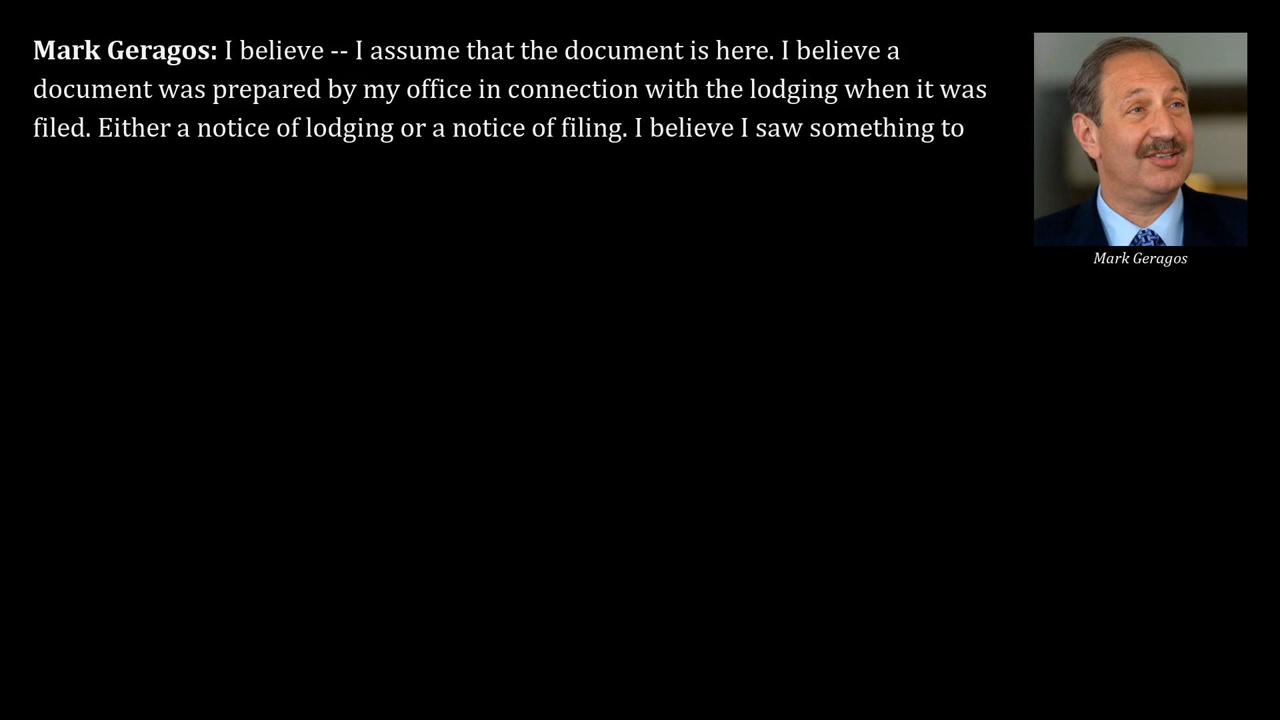 Mark Geragos: I believe -- I assume that the document is here. I believe a
document was prepared by my office in connection with the lodging when it was
filed. Either a notice of lodging or a notice of filing. I believe I saw something to
Mark Geragos